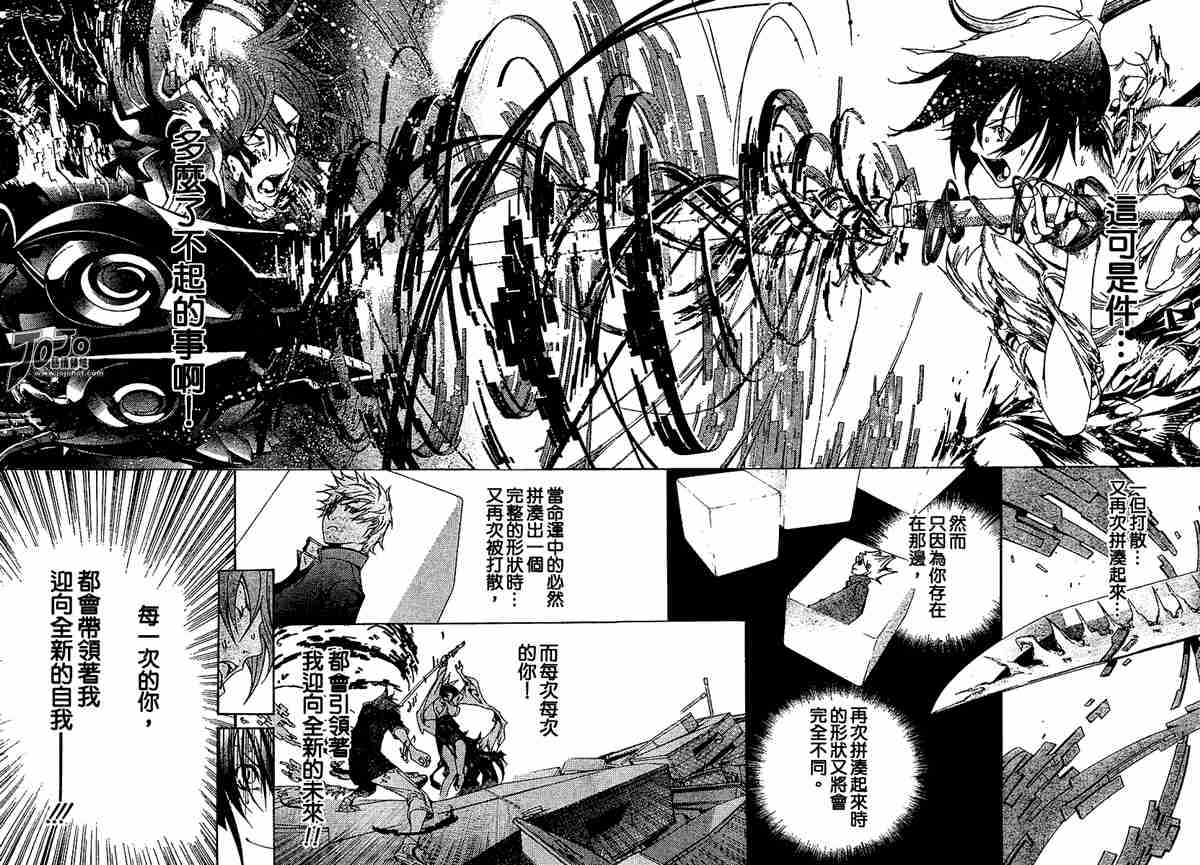 這可是件…
多麼了不起的事啊！
一但打散…
又再次拼湊起來…
然而
只因為你存在
在那邊，
再次拼湊起來時
的形狀又將會
完全不同。
當命運中的必然
拼湊出一個
完整的形狀時…
又再次被打散，
而每次每次
的你！
都會引領著
我迎向全新的未來!!
每一次的你，
都會帶領著我
迎向全新的自我——!!!
JOJO
www.jojohot.com